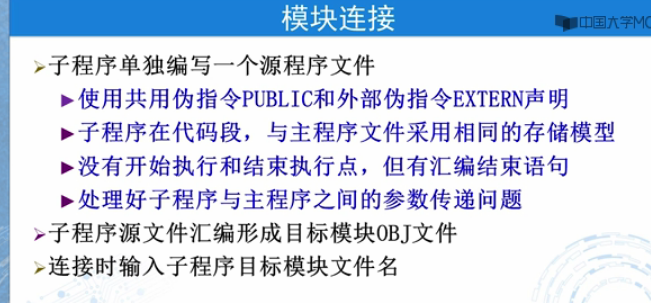 模块连接
中国大学MO
子程序单独编写一个源程序文件
使用共用伪指令PUBLIC和外部伪指令EXTERN声明
子程序在代码段，与主程序文件采用相同的存储模型
没有开始执行和结束执行点，但有汇编结束语句
处理好子程序与主程序之间的参数传递问题
子程序源文件汇编形成目标模块OBJ文件
连接时输入子程序目标模块文件名